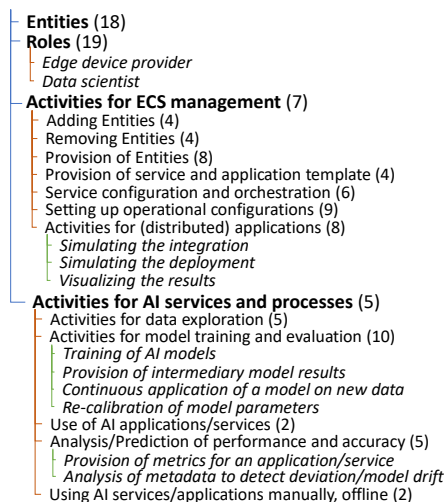 Entities (18)
Roles (19)
Edge device provider
Data scientist
Activities for ECS management (7)
Adding Entities (4)
Removing Entities (4)
Provision of Entities (8)
Provision of service and application template (4)
Service configuration and orchestration (6)
Setting up operational configurations (9)
Activities for (distributed) applications (8)
Simulating the integration
Simulating the deployment
Visualizing the results
Activities for AI services and processes (5)
Activities for data exploration (5)
Activities for model training and evaluation (10)
Training of AI models
Provision of intermediary model results
Continuous application of a model on new data
Re-calibration of model parameters
Use of AI applications/services (2)
Analysis/Prediction of performance and accuracy (5)
Provision of metrics for an application/service
Analysis of metadata to detect deviation/model drift
Using AI services/applications manually, offline (2)